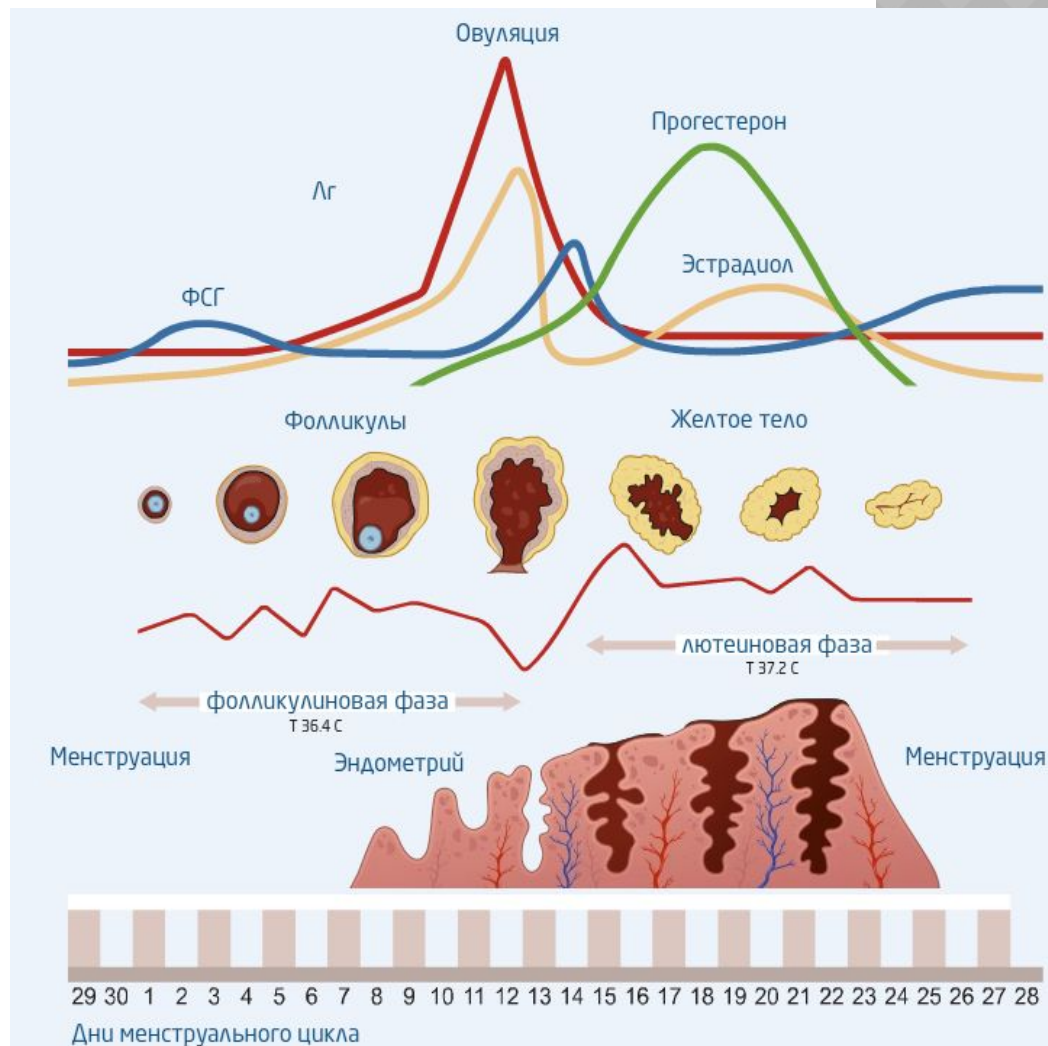 Овуляция
Прогестерон
Лг
Эстрадиол
ФСГ
Фолликулы
Желтое тело
лютеиновая фаза
Т 37.2 С
фолликулиновая фаза
Т 36.4 С
Менструация
Эндометрий
Менструация
29 30 1 2 3 4 5 6 7 8 9 10 11 12 13 14 15 16 17 18 19 20 21 22 23 24 25 26 27 28
Дни менструального цикла